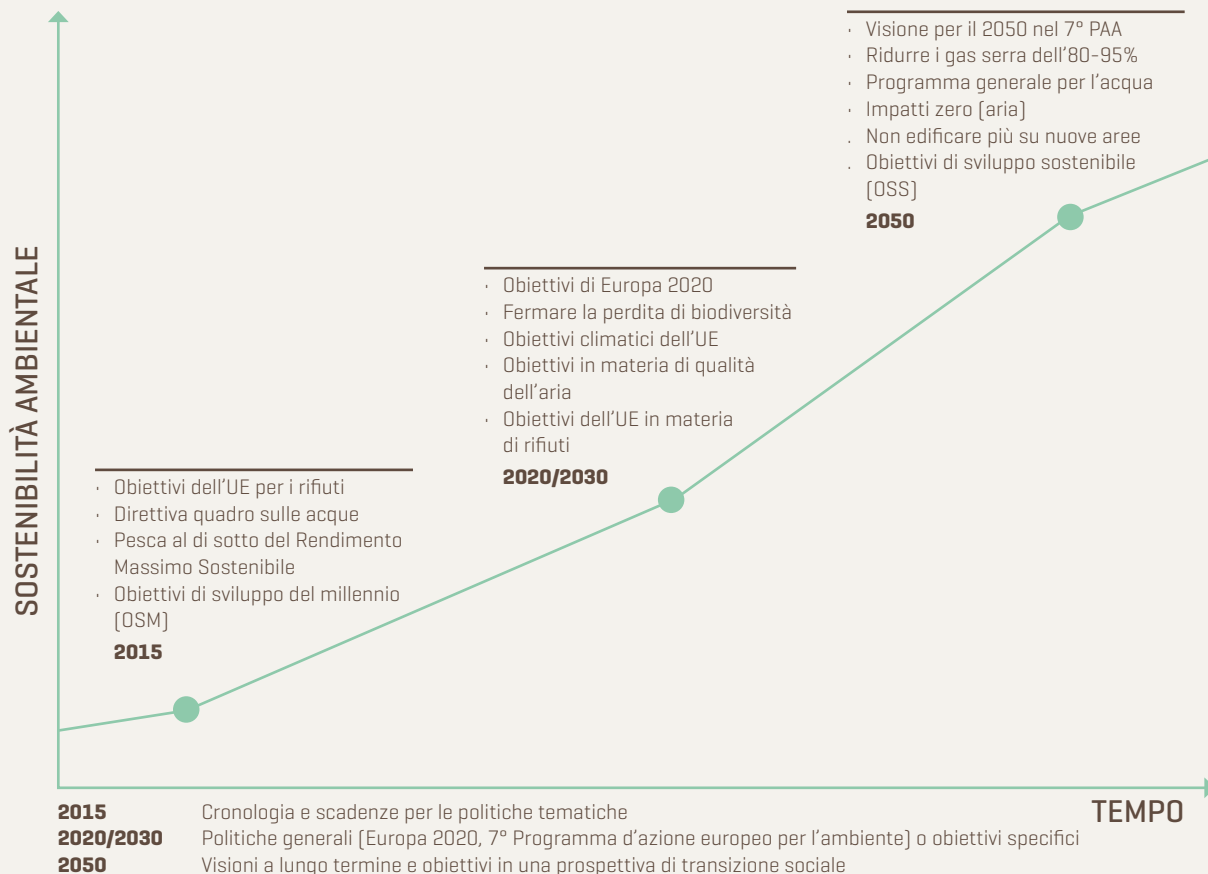 SOSTENIBILITÀ AMBIENTALE
· Obiettivi dell'UE per i rifiuti
· Direttiva quadro sulle acque
· Pesca al di sotto del Rendimento
Massimo Sostenibile
· Obiettivi di sviluppo del millennio
(OSM)
2015
· Obiettivi di Europa 2020
· Fermare la perdita di biodiversità
· Obiettivi climatici dell'UE
· Obiettivi in materia di qualità
dell'aria
· Obiettivi dell'UE in materia
di rifiuti
2020/2030
· Visione per il 2050 nel 7° PAA
· Ridurre i gas serra dell'80-95%
· Programma generale per l'acqua
· Impatti zero (aria)
. Non edificare più su nuove aree
. Obiettivi di sviluppo sostenibile
(OSS)
2050
TEMPO
2015 Cronologia e scadenze per le politiche tematiche
2020/2030 Politiche generali (Europa 2020, 7° Programma d'azione europeo per l'ambiente) o obiettivi specifici
2050 Visioni a lungo termine e obiettivi in una prospettiva di transizione sociale